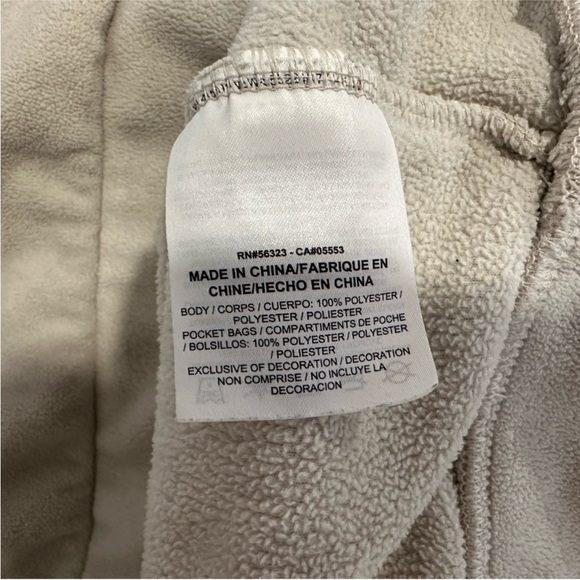 RN#56323 - CA#05553
MADE IN CHINA/FABRIQUE EN
CHINE/HECHO EN CHINA
BODY / CORPS / CUERPO: 100% POLYESTER /
POLYESTER / POLIESTER
POCKET BAGS / COMPARTIMENTS DE POCHE
/ BOLSILLOS: 100% POLYESTER / POLYESTER
/ POLIESTER
EXCLUSIVE OF DECORATION / DECORATION
NON COMPRISE / NO INCLUYE LA
DECORACION